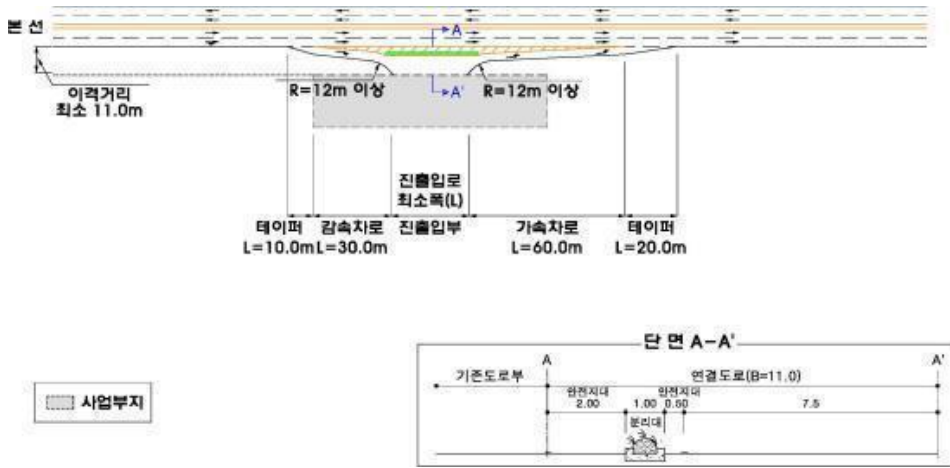 본 선
A
이격거리
최소 11.0m
R=12m 이상
A'
R=12m 이상
진출입로
최소폭(L)
테이퍼 감속차로 진출입부 가속차로 테이퍼
L=10.0m L=30.0m L=60.0m L=20.0m
단 면 A-A'
A A'
기존도로부 연결도로(B=11.0)
안전지대 안전지대
2.00 1.00 0.50 7.5
분리대
사업부지